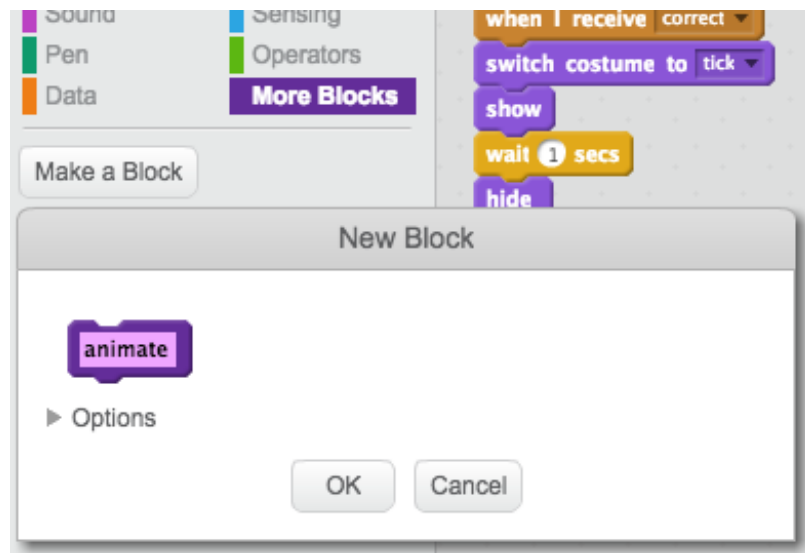 Sound
Sensing
Pen
Operators
Data
More Blocks
Make a Block
when I receive correct
switch costume to tick
show
wait 1 secs
hide
New Block
animate
Options
OK
Cancel